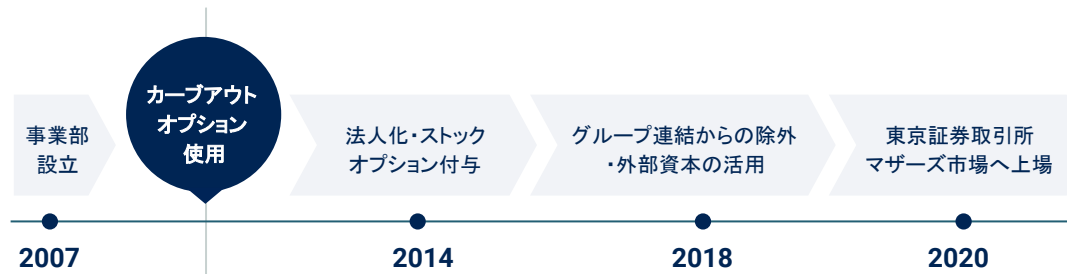 事業部
設立
カーブアウト
オプション
使用
法人化・ストック
オプション付与
グループ連結からの除外
・外部資本の活用
東京証券取引所
マザーズ市場へ上場
2007
2014
2018
2020